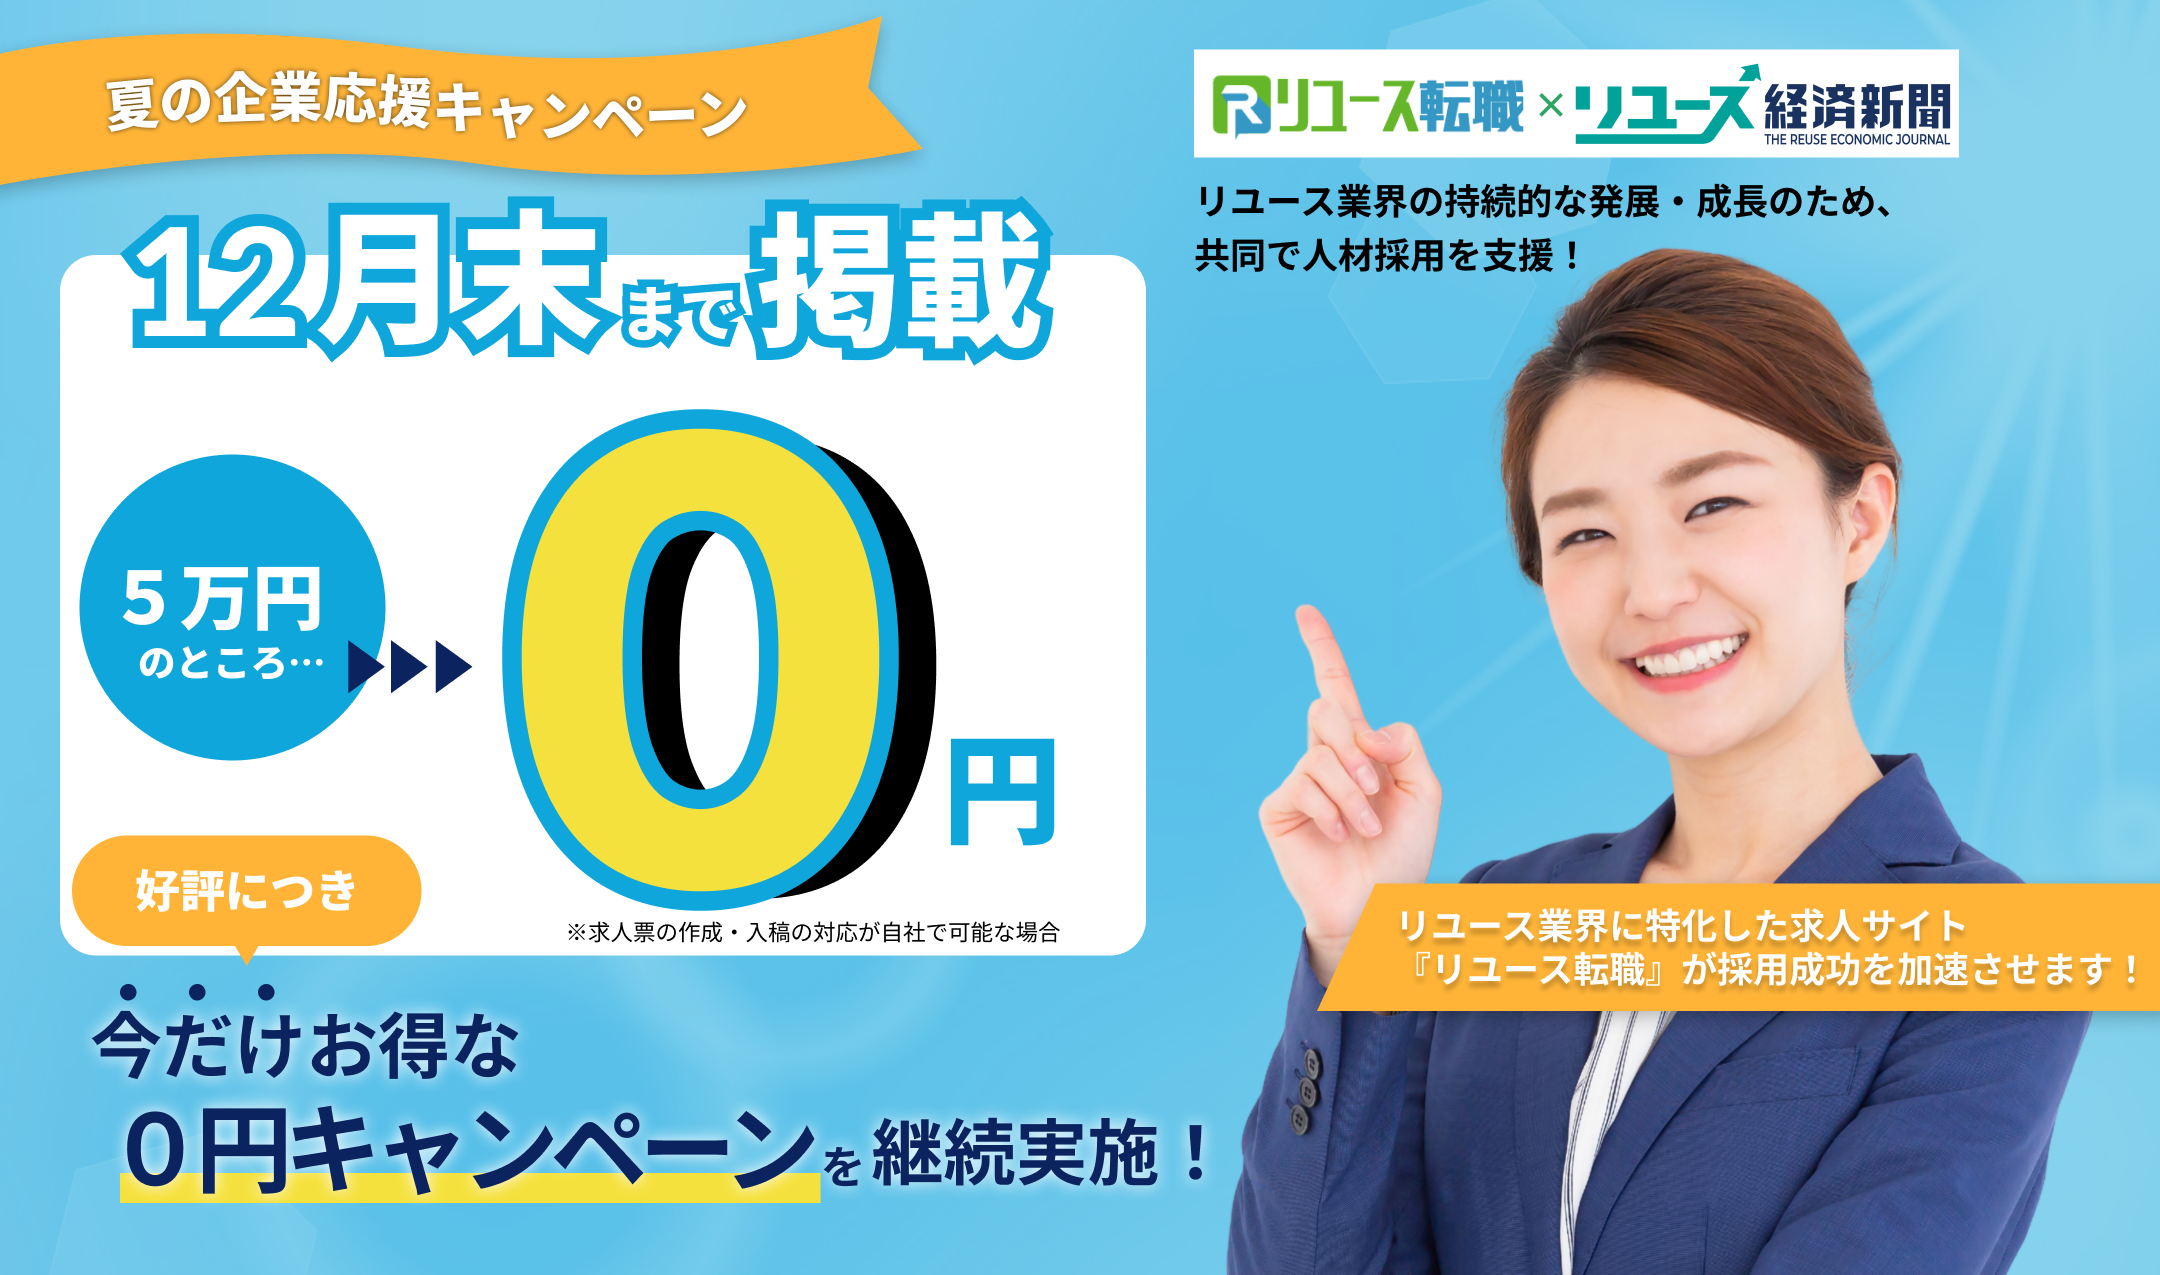 夏の企業応援キャンペーン
12月末まで掲載
5万円
のところ…
0円
※求人票の作成・入稿の対応が自社で可能な場合
好評につき
今だけお得な
0円キャンペーンを継続実施！
リユース転職×リユース経済新聞
THE REUSE ECONOMIC JOURNAL
リユース業界の持続的な発展・成長のため、
共同で人材採用を支援！
リユース業界に特化した求人サイト
『リユース転職』が採用成功を加速させます！